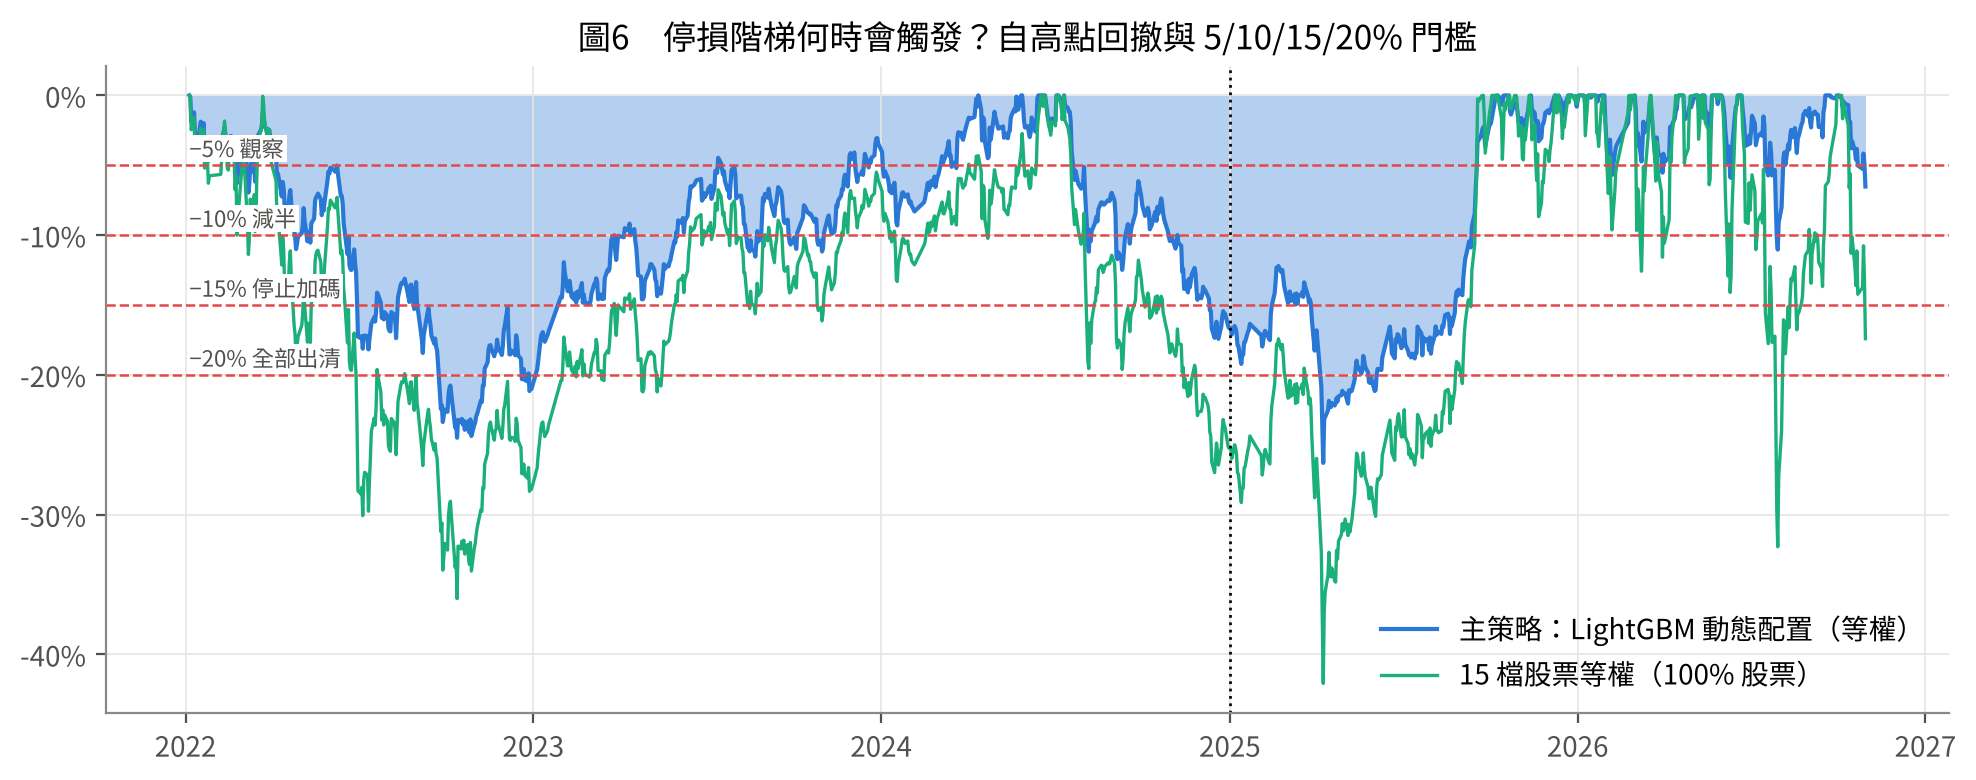 圖6　停損階梯何時會觸發？自高點回撤與 5/10/15/20% 門檻
0%
-10%
-20%
-30%
-40%
−5% 觀察
−10% 減半
−15% 停止加碼
−20% 全部出清
主策略：LightGBM 動態配置（等權）
15 檔股票等權（100% 股票）
2022 2023 2024 2025 2026 2027